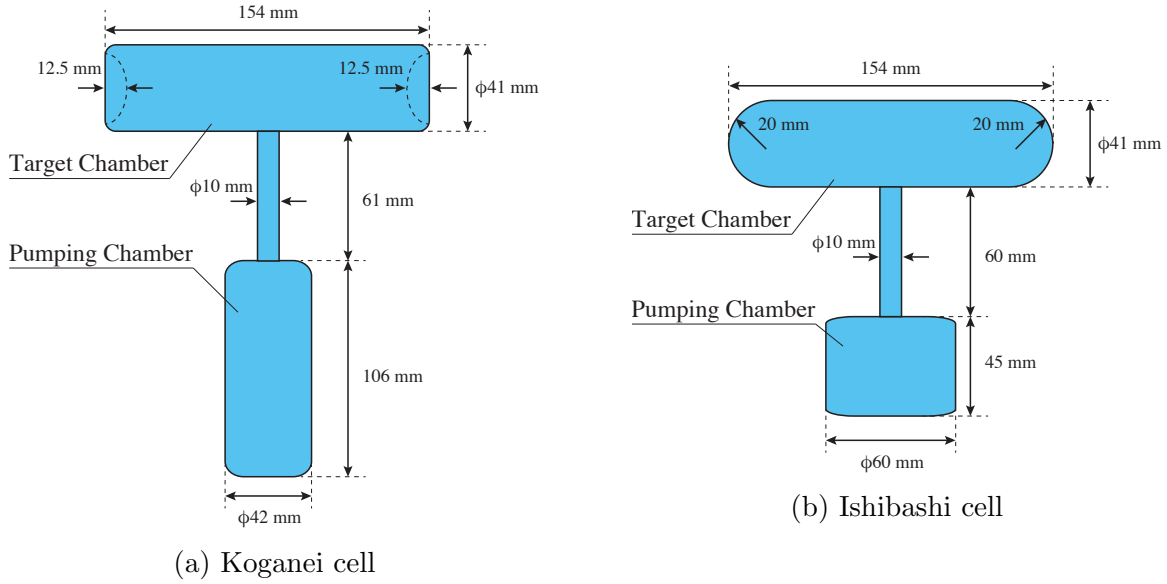 154 mm
12.5 mm
12.5 mm
ϕ41 mm
Target Chamber
ϕ10 mm
61 mm
Pumping Chamber
106 mm
ϕ42 mm
(a) Koganei cell
154 mm
20 mm
20 mm
ϕ41 mm
Target Chamber
ϕ10 mm
60 mm
Pumping Chamber
45 mm
ϕ60 mm
(b) Ishibashi cell